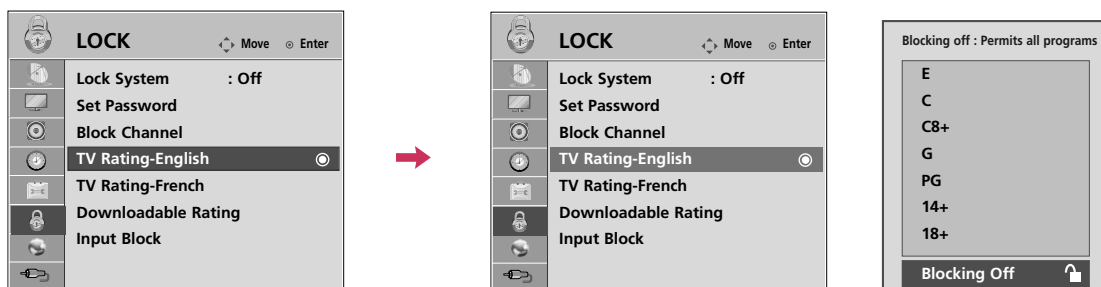 LOCK Move Enter
Lock System : Off
Set Password
Block Channel
TV Rating-English
TV Rating-French
Downloadable Rating
Input Block
LOCK Move Enter
Lock System : Off
Set Password
Block Channel
TV Rating-English
TV Rating-French
Downloadable Rating
Input Block
Blocking off : Permits all programs
E
C
C8+
G
PG
14+
18+
Blocking Off